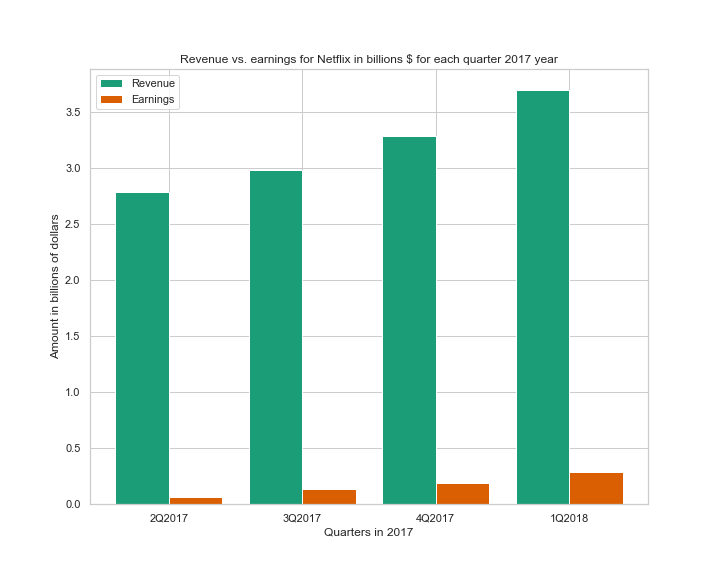 Revenue vs. earnings for Netflix in billions $ for each quarter 2017 year
Revenue
Earnings
Amount in billions of dollars
3.5
3.0
2.5
2.0
1.5
1.0
0.5
0.0
2Q2017 3Q2017 4Q2017 1Q2018
Quarters in 2017